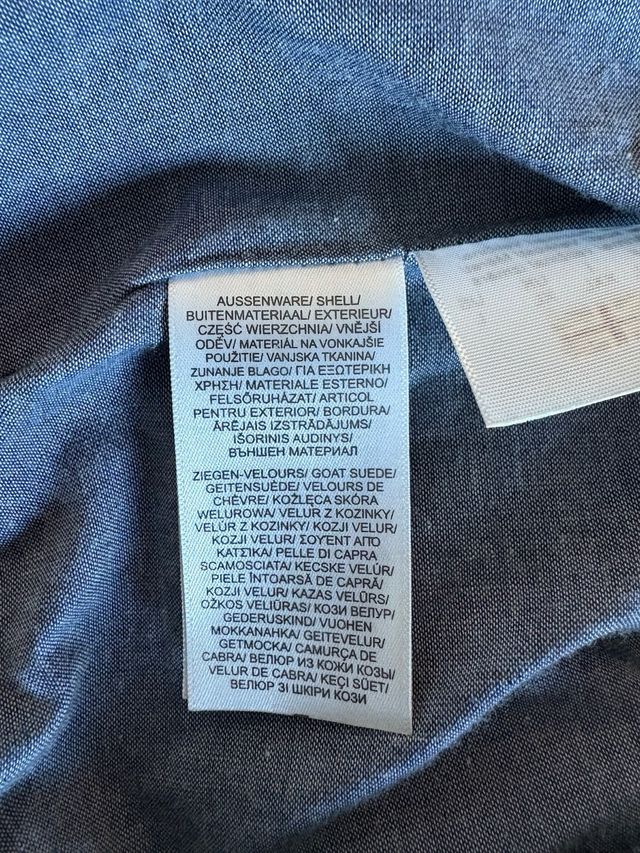 AUSSENWARE/ SHELL/
BUITENMATERIAAL/ EXTERIEUR/
CZĘŚĆ WIERZCHNIA/ VNĚJŠÍ
ODĚV/ MATERIÁL NA VONKAJŠIE
POUŽITIE/ VANJSKA TKANINA/
ZUNANJE BLAGO/ ΓΙΑ ΕΞΩΤΕΡΙΚΗ
ΧΡΗΣΗ/ MATERIALE ESTERNO/
FELSŐRUHÁZAT/ ARTICOL
PENTRU EXTERIOR/ BORDURA/
ĀRĒJAIS IZSTRĀDĀJUMS/
IŠORINIS AUDINYS/
ВЪНШЕН МАТЕРИАЛ
ZIEGEN-VELOURS/ GOAT SUEDE/
GEITENSUÈDE/ VELOURS DE
CHÈVRE/ KOŹLĘCA SKÓRA
WELUROWA/ VELUR Z KOZINKY/
VELÚR Z KOZINKY/ KOZJI VELUR/
KOZJI VELUR/ ΣΟΥΕΝΤ ΑΠΌ
ΚΑΤΣΙΚΑ/ PELLE DI CAPRA
SCAMOSCIATA/ KECSKE VELÚR/
PIELE ÎNTOARSĂ DE CAPRĂ/
KOZJI VELUR/ KAZAS VELŪRS/
OŽKOS VELIŪRAS/ КОЗИ ВЕЛУР/
GEDERUSKIND/ VUOHEN
MOKKANAHKA/ GEITEVELUR/
GETMOCKA/ CAMURÇA DE
CABRA/ ВЕЛЮР ИЗ КОЖИ КОЗЫ/
VELUR DE CABRA/ KEÇİ SÜET/
ВЕЛЮР ЗІ ШКІРИ КОЗИ